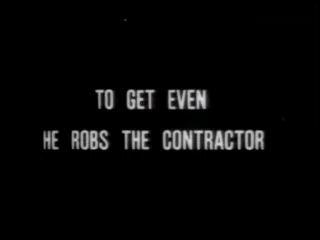 TO GET EVEN
HE ROBS THE CONTRACTOR